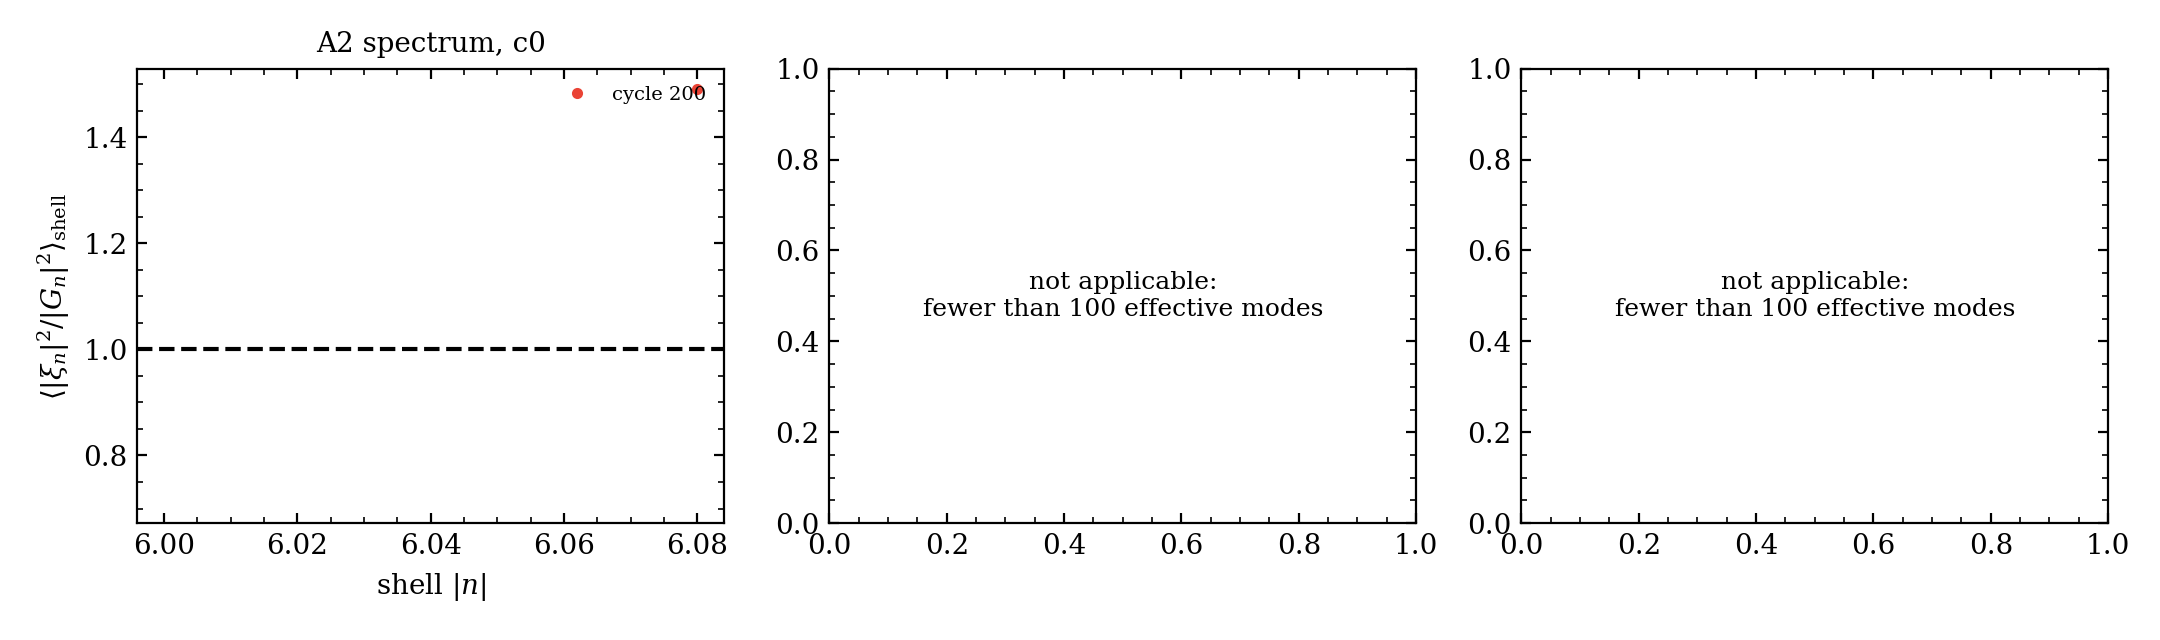 A2 spectrum, c0
cycle 200
1.4
1.2
1.0
0.8
⟨|ξₙ|²/|Gₙ|²⟩shell
6.00 6.02 6.04 6.06 6.08
shell |n|
1.0
0.8
0.6
0.4
0.2
0.0
not applicable:
fewer than 100 effective modes
0.0 0.2 0.4 0.6 0.8 1.0
1.0
0.8
0.6
0.4
0.2
0.0
not applicable:
fewer than 100 effective modes
0.0 0.2 0.4 0.6 0.8 1.0